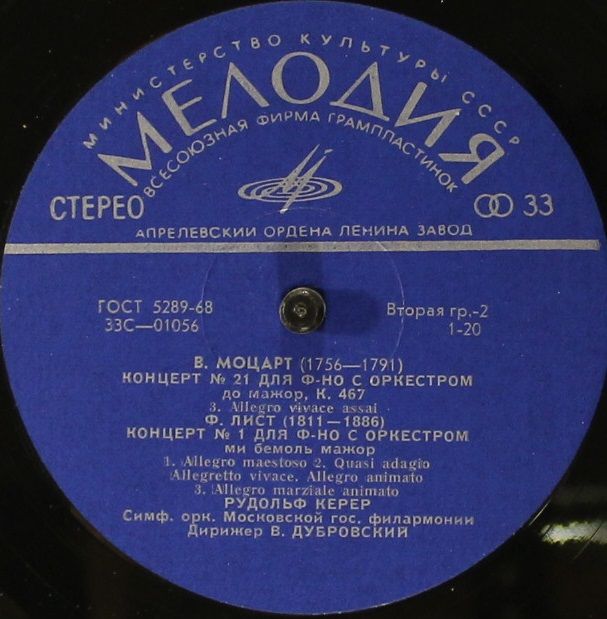 МИНИСТЕРСТВО КУЛЬТУРЫ СССР
МЕЛОДИЯ
ВСЕСОЮЗНАЯ ФИРМА ГРАМПЛАСТИНОК
СТЕРЕО
33
АПРЕЛЕВСКИЙ ОРДЕНА ЛЕНИНА ЗАВОД
ГОСТ 5289-68
33С—01056
Вторая гр.-2
1-20
В. МОЦАРТ (1756—1791)
КОНЦЕРТ № 21 ДЛЯ Ф-НО С ОРКЕСТРОМ
до мажор, К. 467
3. Allegro vivace assai
Ф. ЛИСТ (1811—1886)
КОНЦЕРТ № 1 ДЛЯ Ф-НО С ОРКЕСТРОМ
ми бемоль мажор
1. Allegro maestoso 2. Quasi adagio
Allegretto vivace. Allegro animato
3. Allegro marziale animato
РУДОЛЬФ КЕРЕР
Симф. орк. Московской гос. филармонии
Дирижер В. ДУБРОВСКИЙ